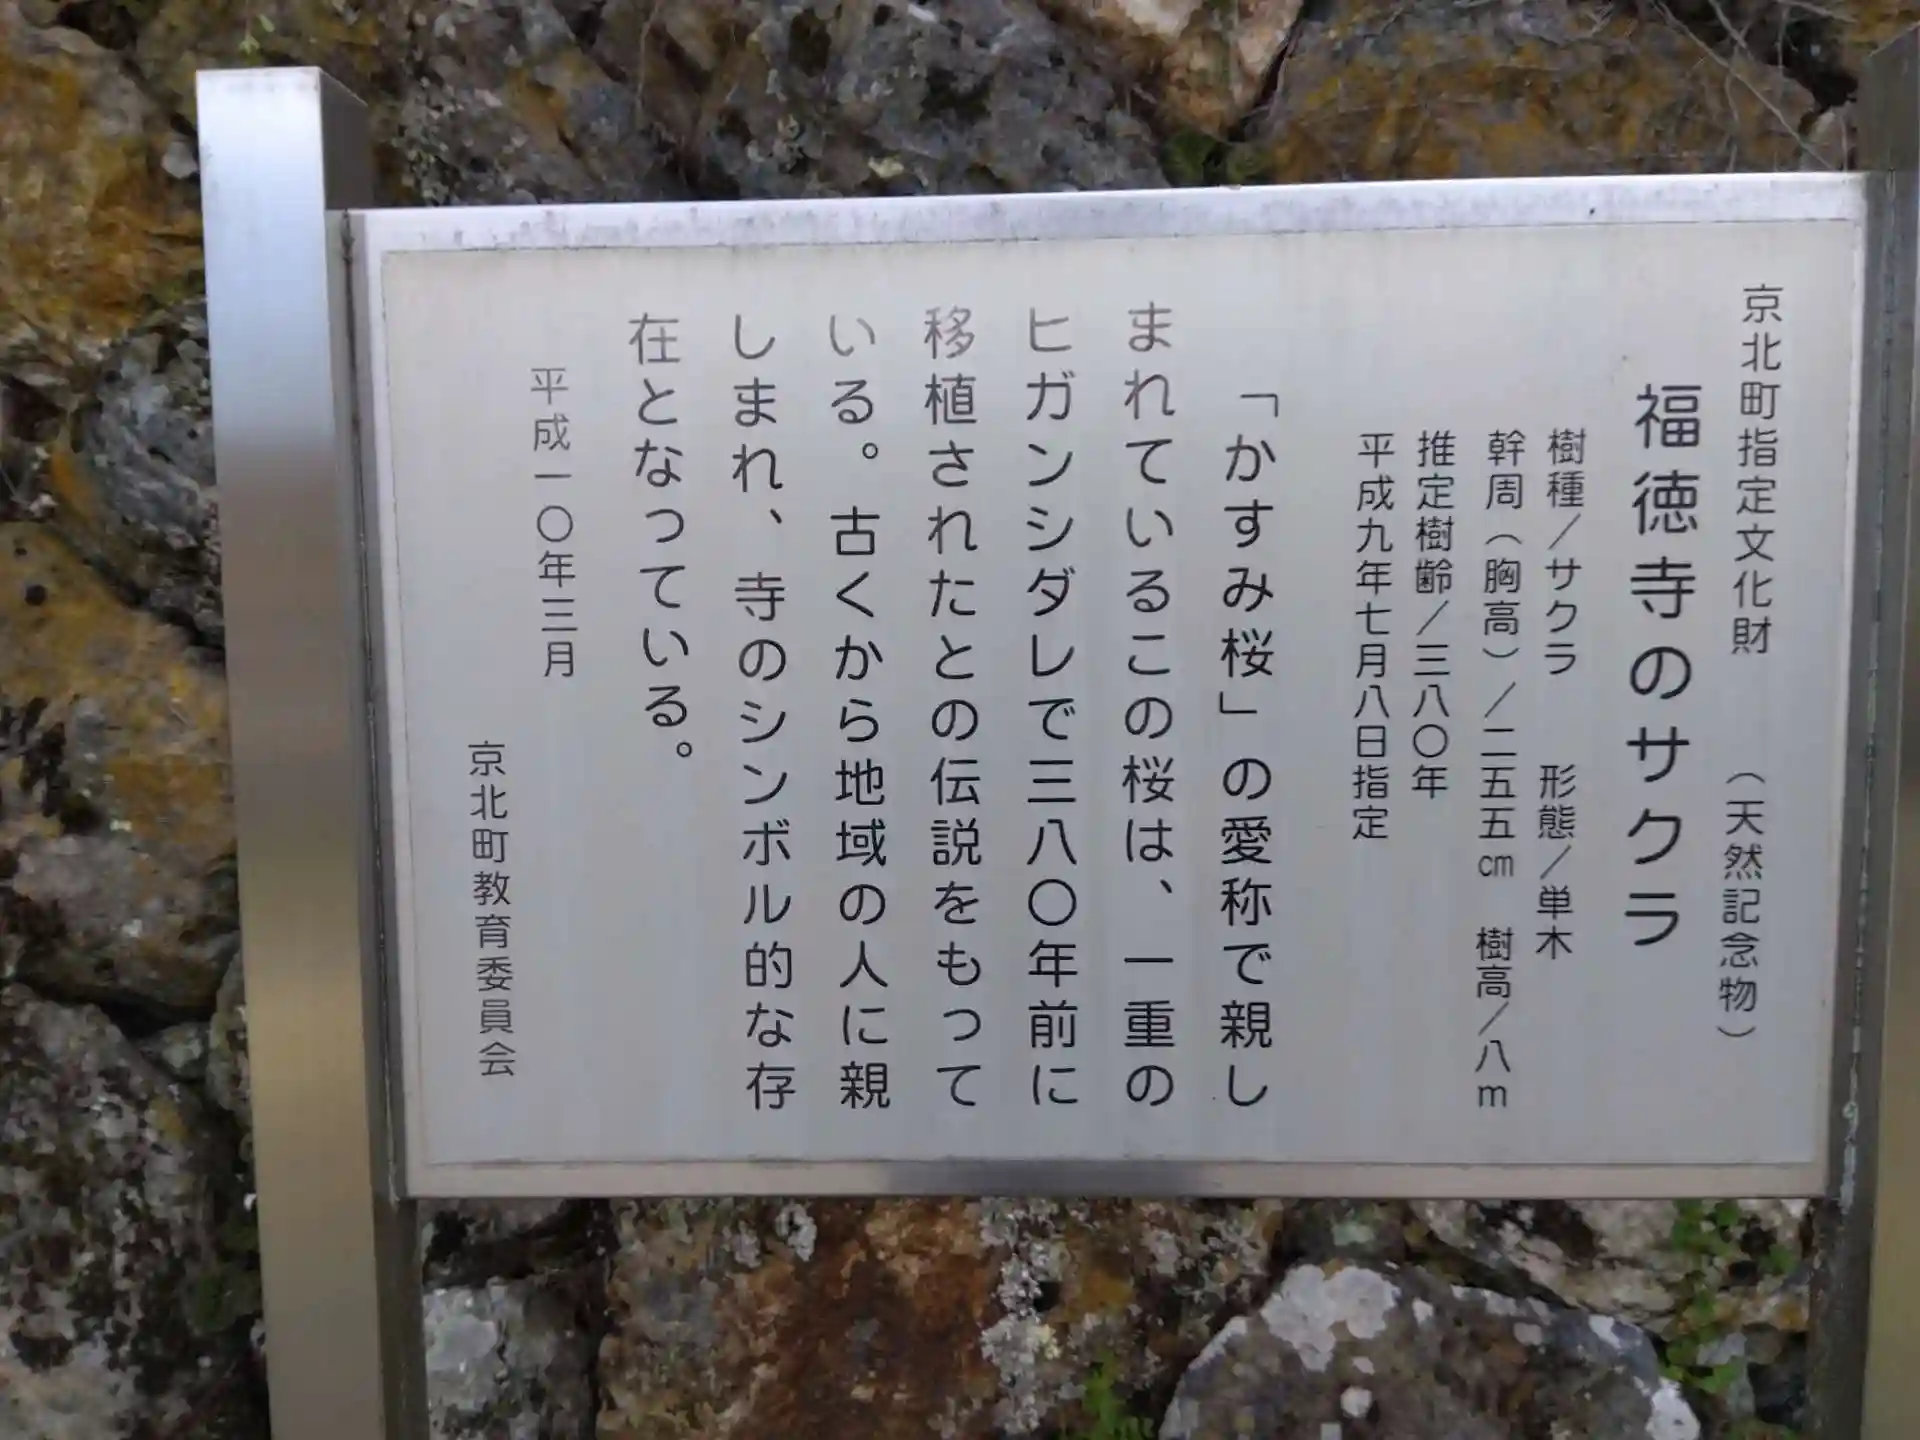 京北町指定文化財　（天然記念物）
福徳寺のサクラ
樹種／サクラ　形態／単木
幹周（胸高）／二五五㎝　樹高／八ｍ
推定樹齢／三八〇年
平成九年七月八日指定
「かすみ桜」の愛称で親し
まれているこの桜は、一重の
ヒガンシダレで三八〇年前に
移植されたとの伝説をもって
いる。古くから地域の人に親
しまれ、寺のシンボル的な存
在となっている。
平成一〇年三月
京北町教育委員会